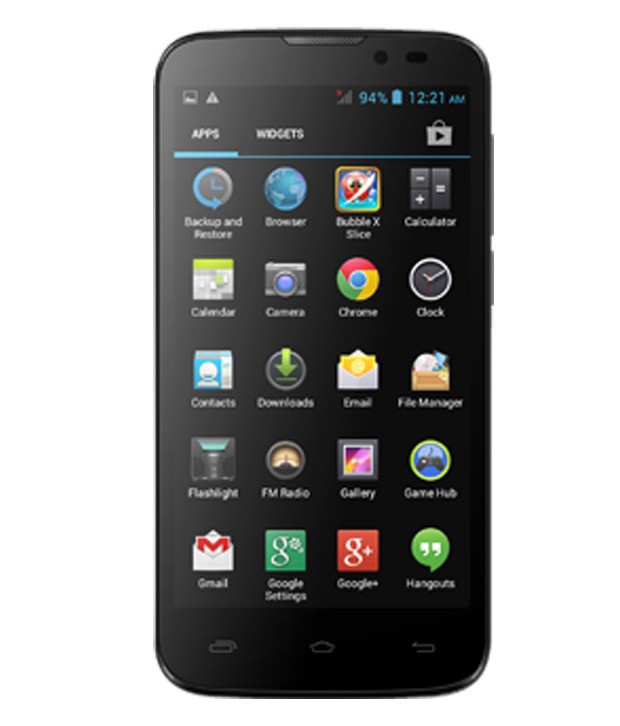 94% 12:21 AM
APPS WIDGETS
Backup and Restore Browser Bubble X Slice Calculator
Calendar Camera Chrome Clock
Contacts Downloads Email File Manager
Flashlight FM Radio Gallery Game Hub
Gmail Google Settings Google+ Hangouts